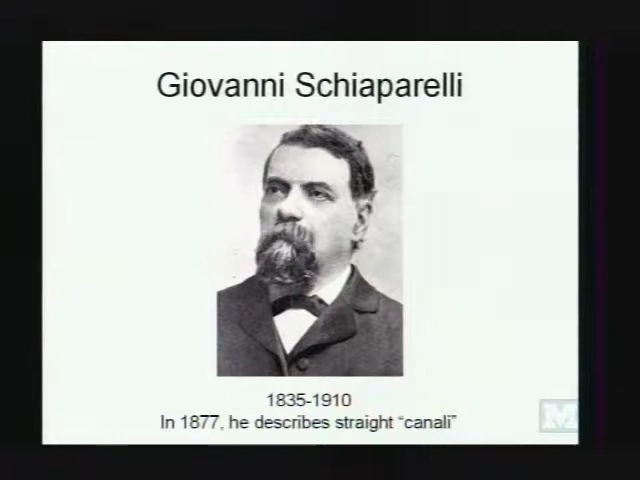 Giovanni Schiaparelli
1835-1910
In 1877, he describes straight “canali”
M